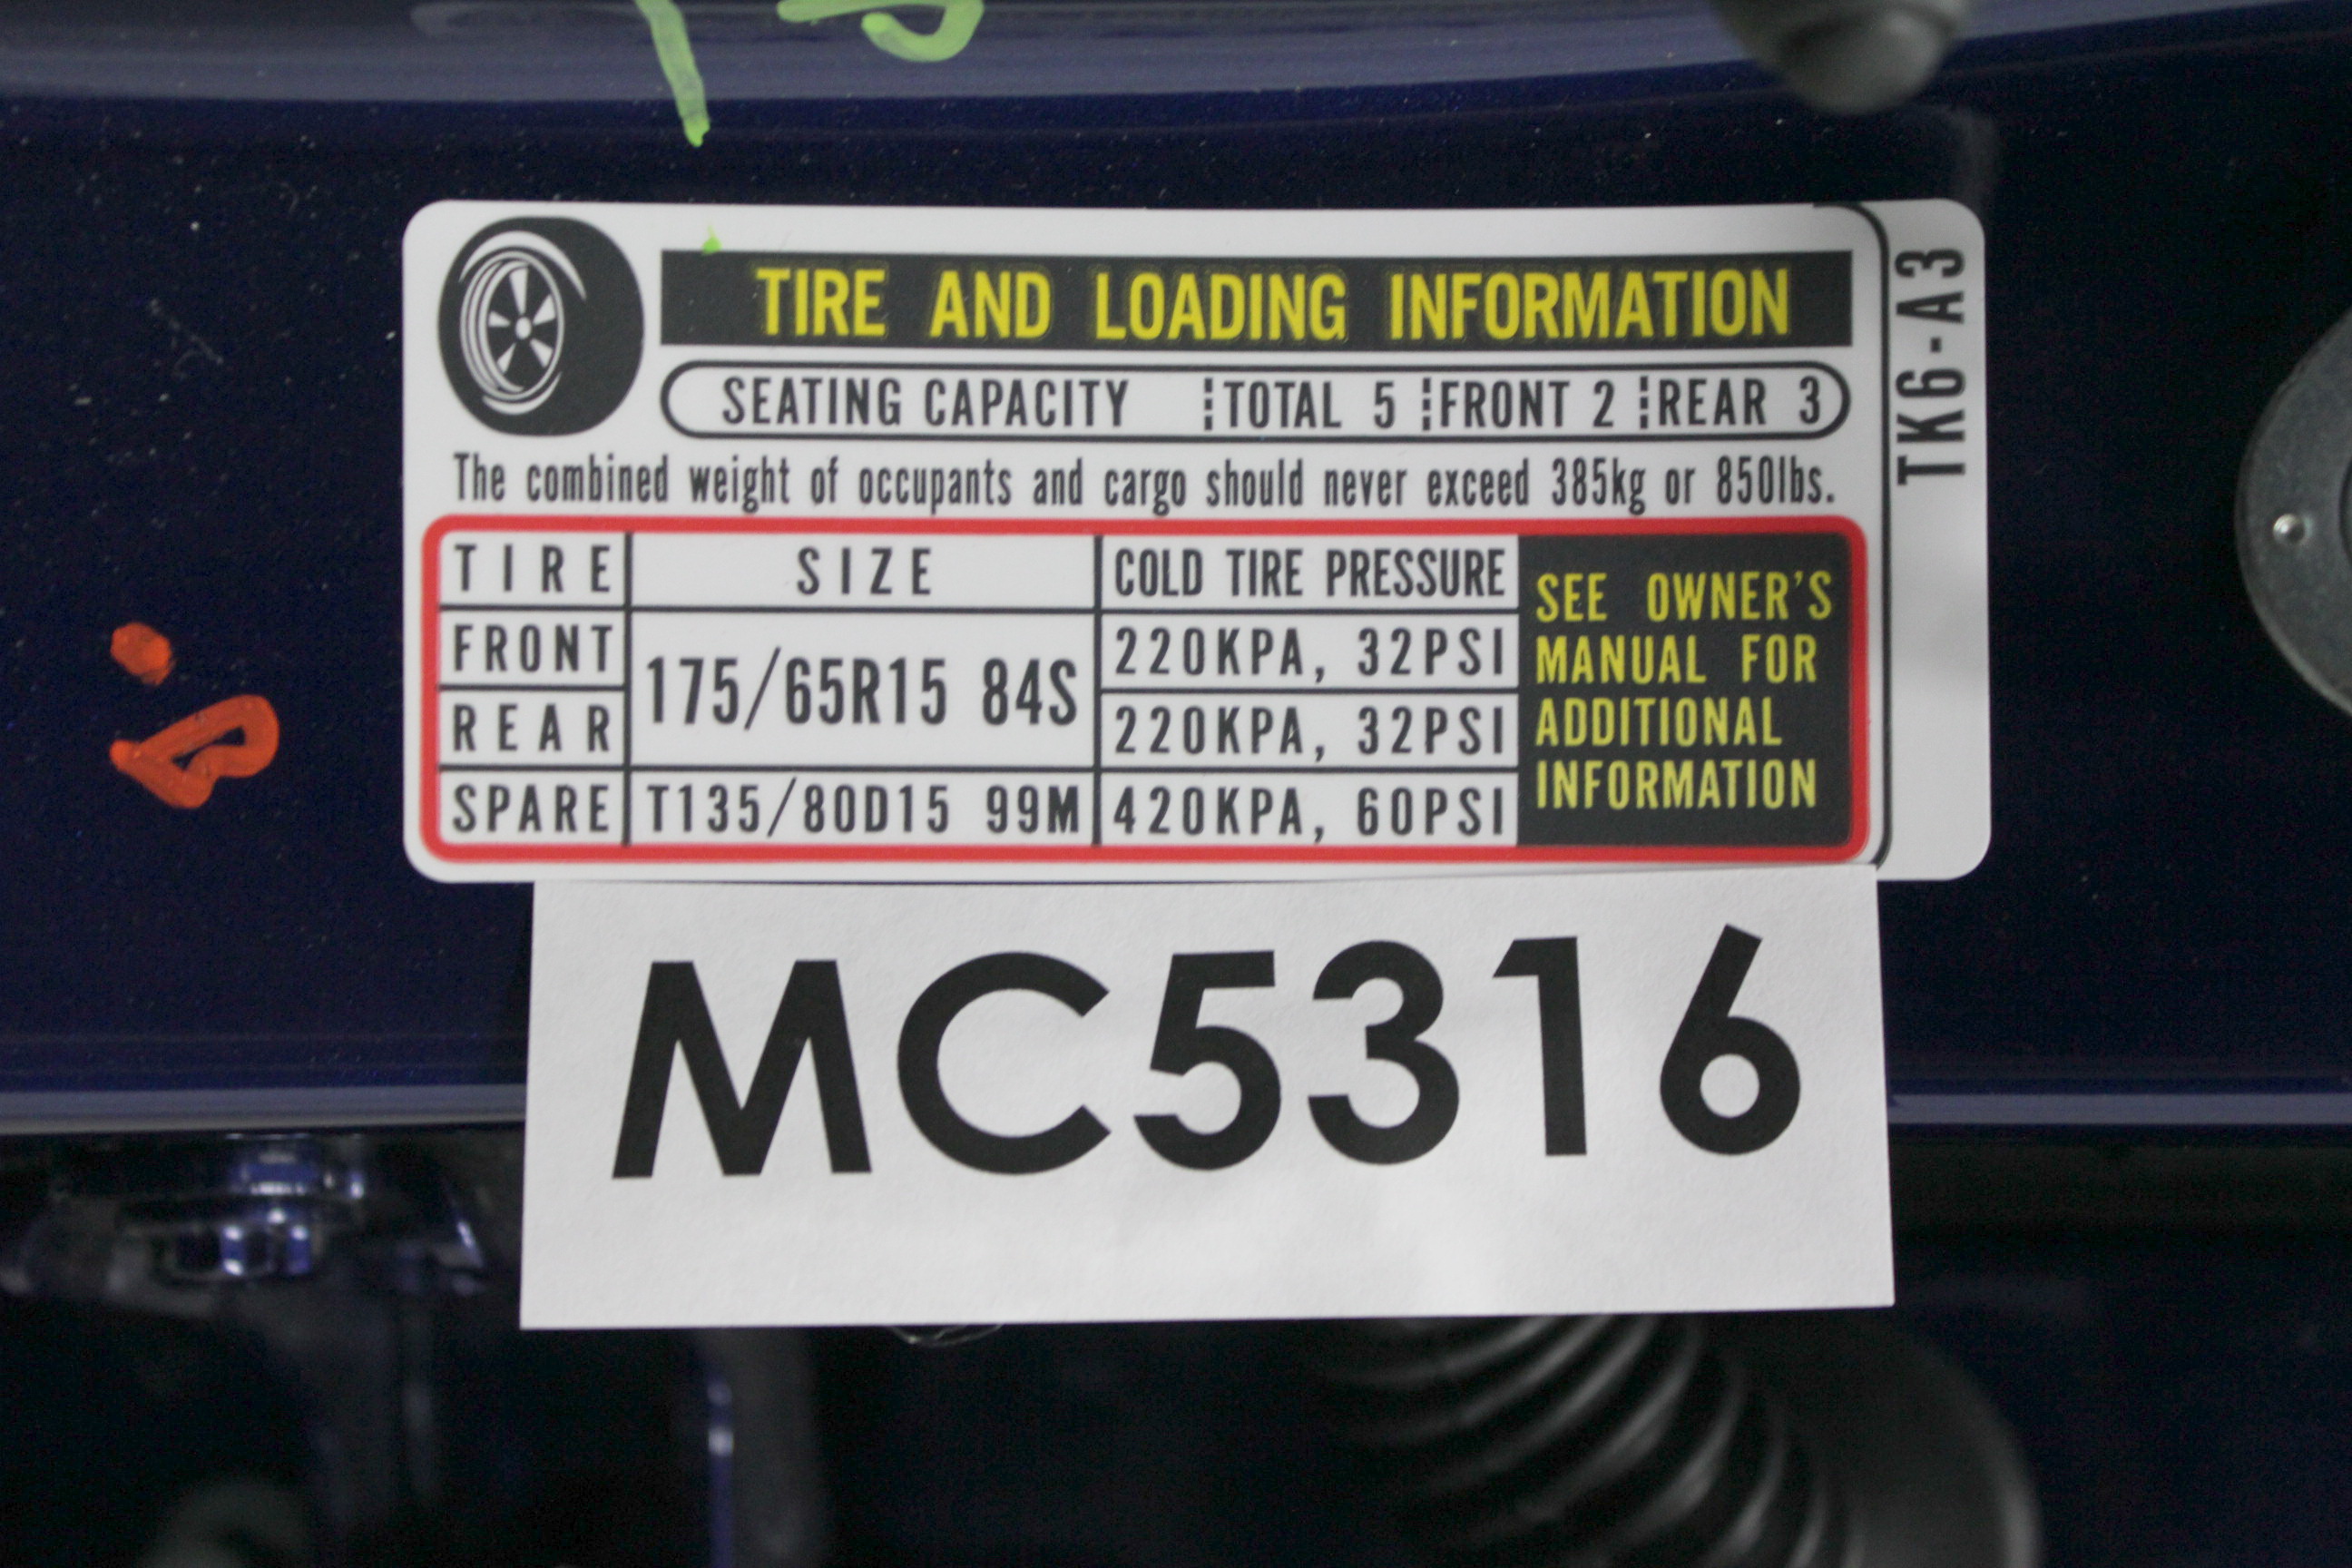 TIRE AND LOADING INFORMATION
SEATING CAPACITY TOTAL 5 FRONT 2 REAR 3
The combined weight of occupants and cargo should never exceed 385kg or 850lbs.
TIRE SIZE COLD TIRE PRESSURE
FRONT 175/65R15 84S 220KPA, 32PSI
REAR 220KPA, 32PSI
SPARE T135/80D15 99M 420KPA, 60PSI
SEE OWNER'S
MANUAL FOR
ADDITIONAL
INFORMATION
TK6-A3
MC5316